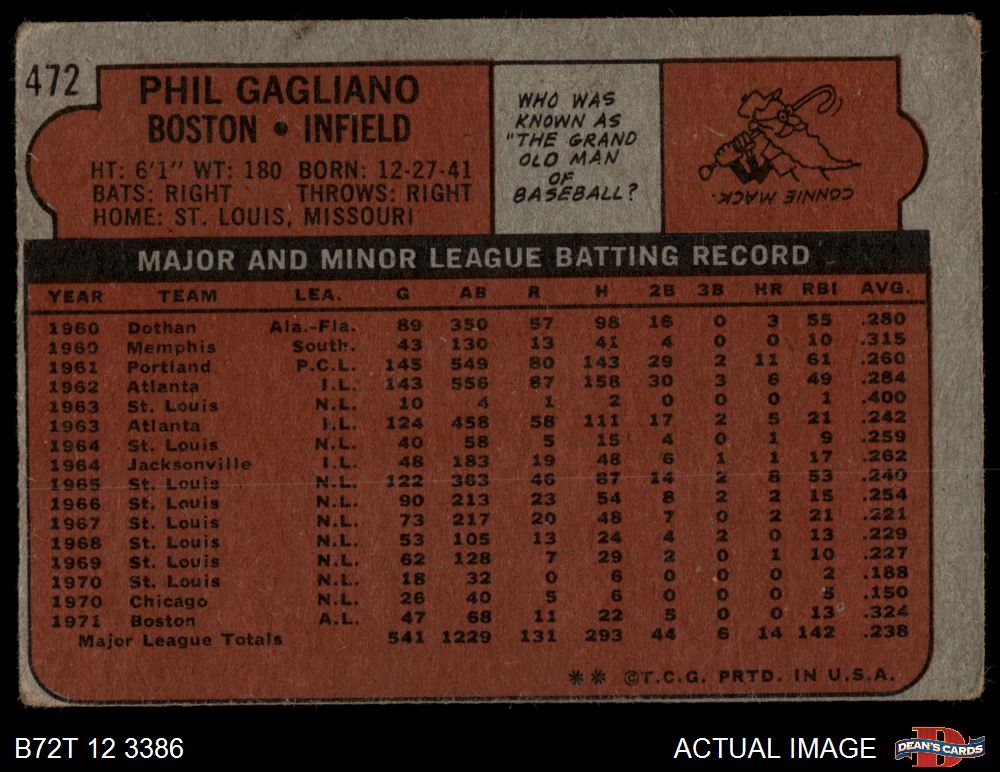 472
PHIL GAGLIANO
BOSTON • INFIELD
HT: 6'1" WT: 180 BORN: 12-27-41
BATS: RIGHT THROWS: RIGHT
HOME: ST. LOUIS, MISSOURI
WHO WAS
KNOWN AS
"THE GRAND
OLD MAN
OF
BASEBALL?
CONNIE MACK.
MAJOR AND MINOR LEAGUE BATTING RECORD
YEAR TEAM LEA. G AB R H 2B 3B HR RBI AVG.
1960 Dothan Ala.-Fla. 89 350 57 98 16 0 3 55 .280
1960 Memphis South. 43 130 13 41 4 0 0 10 .315
1961 Portland P.C.L. 145 549 80 143 29 2 11 61 .260
1962 Atlanta I.L. 143 556 87 158 30 3 6 49 .284
1963 St. Louis N.L. 10 4 1 2 0 0 0 1 .400
1963 Atlanta I.L. 124 458 58 111 17 2 5 21 .242
1964 St. Louis N.L. 40 58 5 15 4 0 1 9 .259
1964 Jacksonville I.L. 48 183 19 48 6 1 1 17 .262
1965 St. Louis N.L. 122 363 46 87 14 2 8 53 .240
1966 St. Louis N.L. 90 213 23 54 8 2 2 15 .254
1967 St. Louis N.L. 73 217 20 48 7 0 2 21 .221
1968 St. Louis N.L. 53 105 13 24 4 2 0 13 .229
1969 St. Louis N.L. 62 128 7 29 2 0 1 10 .227
1970 St. Louis N.L. 18 32 0 6 0 0 0 2 .188
1970 Chicago N.L. 26 40 5 6 0 0 0 5 .150
1971 Boston A.L. 47 68 11 22 5 0 0 13 .324
Major League Totals 541 1229 131 293 44 6 14 142 .238
** ©T.C.G. PRTD. IN U.S.A.
B72T 12 3386
ACTUAL IMAGE
DEAN'S CARDS